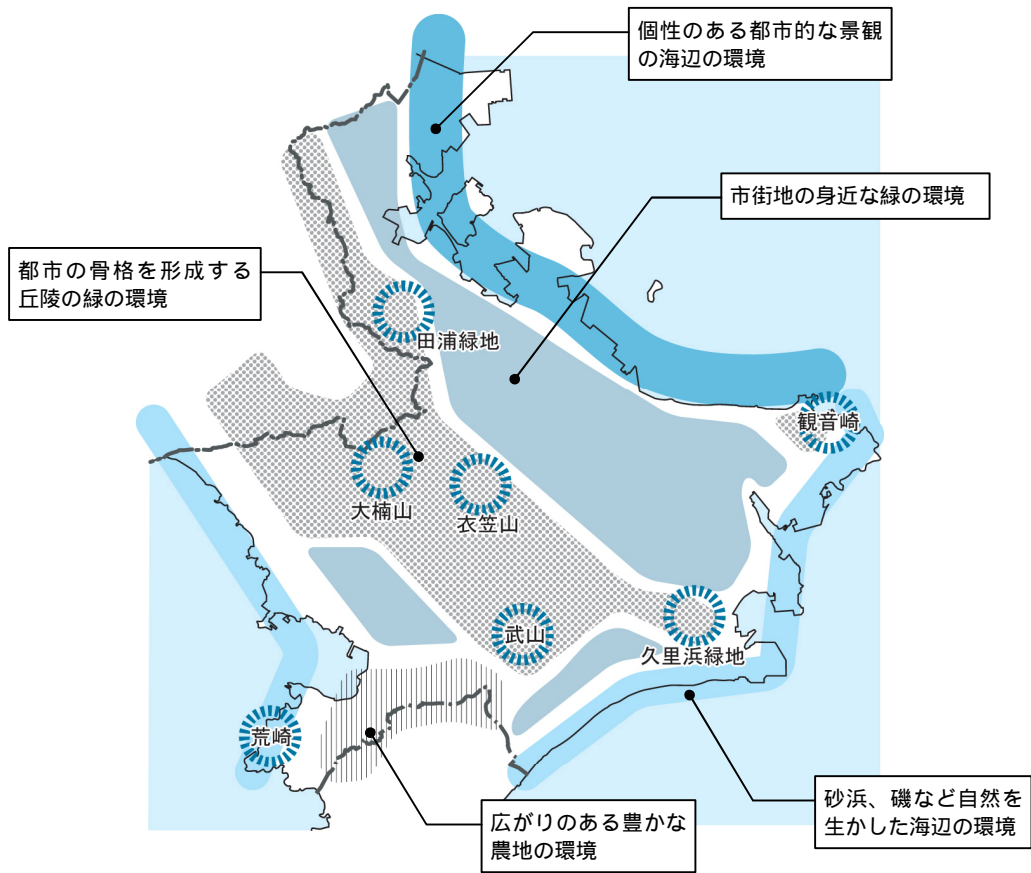 個性のある都市的な景観
の海辺の環境
市街地の身近な緑の環境
都市の骨格を形成する
丘陵の緑の環境
田浦緑地
観音崎
大楠山
衣笠山
武山
久里浜緑地
荒崎
広がりのある豊かな
農地の環境
砂浜、磯など自然を
生かした海辺の環境